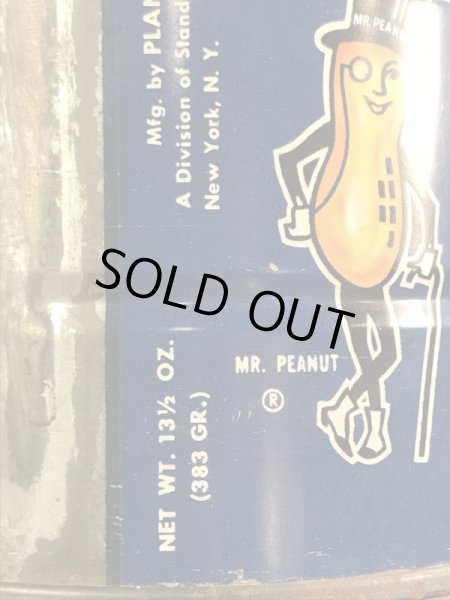 MR. PEANUT
Mfg. by PLAN
A Division of Stand
New York, N. Y.
SOLD OUT
MR. PEANUT
®
NET WT. 13½ OZ.
(383 GR.)